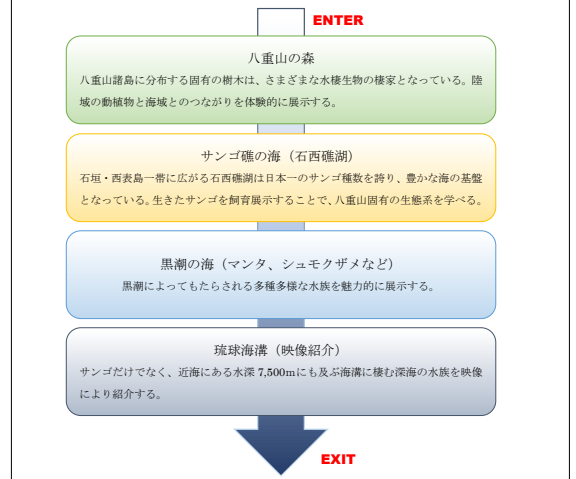 ENTER
八重山の森
八重山諸島に分布する固有の樹木は、さまざまな水棲生物の棲家となっている。陸
域の動植物と海域とのつながりを体験的に展示する。
サンゴ礁の海（石西礁湖）
石垣・西表島一帯に広がる石西礁湖は日本一のサンゴ種数を誇り、豊かな海の基盤
となっている。生きたサンゴを飼育展示することで、八重山固有の生態系を学べる。
黒潮の海（マンタ、シュモクザメなど）
黒潮によってもたらされる多種多様な水族を魅力的に展示する。
琉球海溝（映像紹介）
サンゴだけでなく、近海にある水深 7,500mにも及ぶ海溝に棲む深海の水族を映像
により紹介する。
EXIT